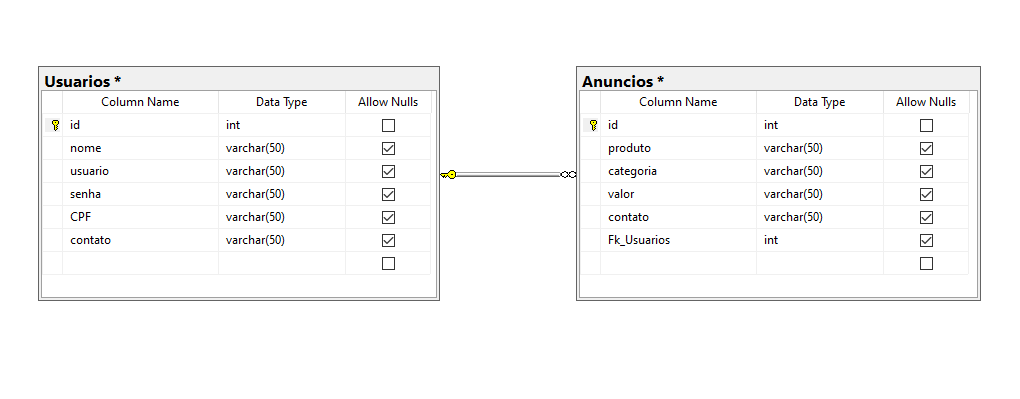 Usuarios *
Column Name Data Type Allow Nulls
id int
nome varchar(50)
usuario varchar(50)
senha varchar(50)
CPF varchar(50)
contato varchar(50)
Anuncios *
Column Name Data Type Allow Nulls
id int
produto varchar(50)
categoria varchar(50)
valor varchar(50)
contato varchar(50)
Fk_Usuarios int